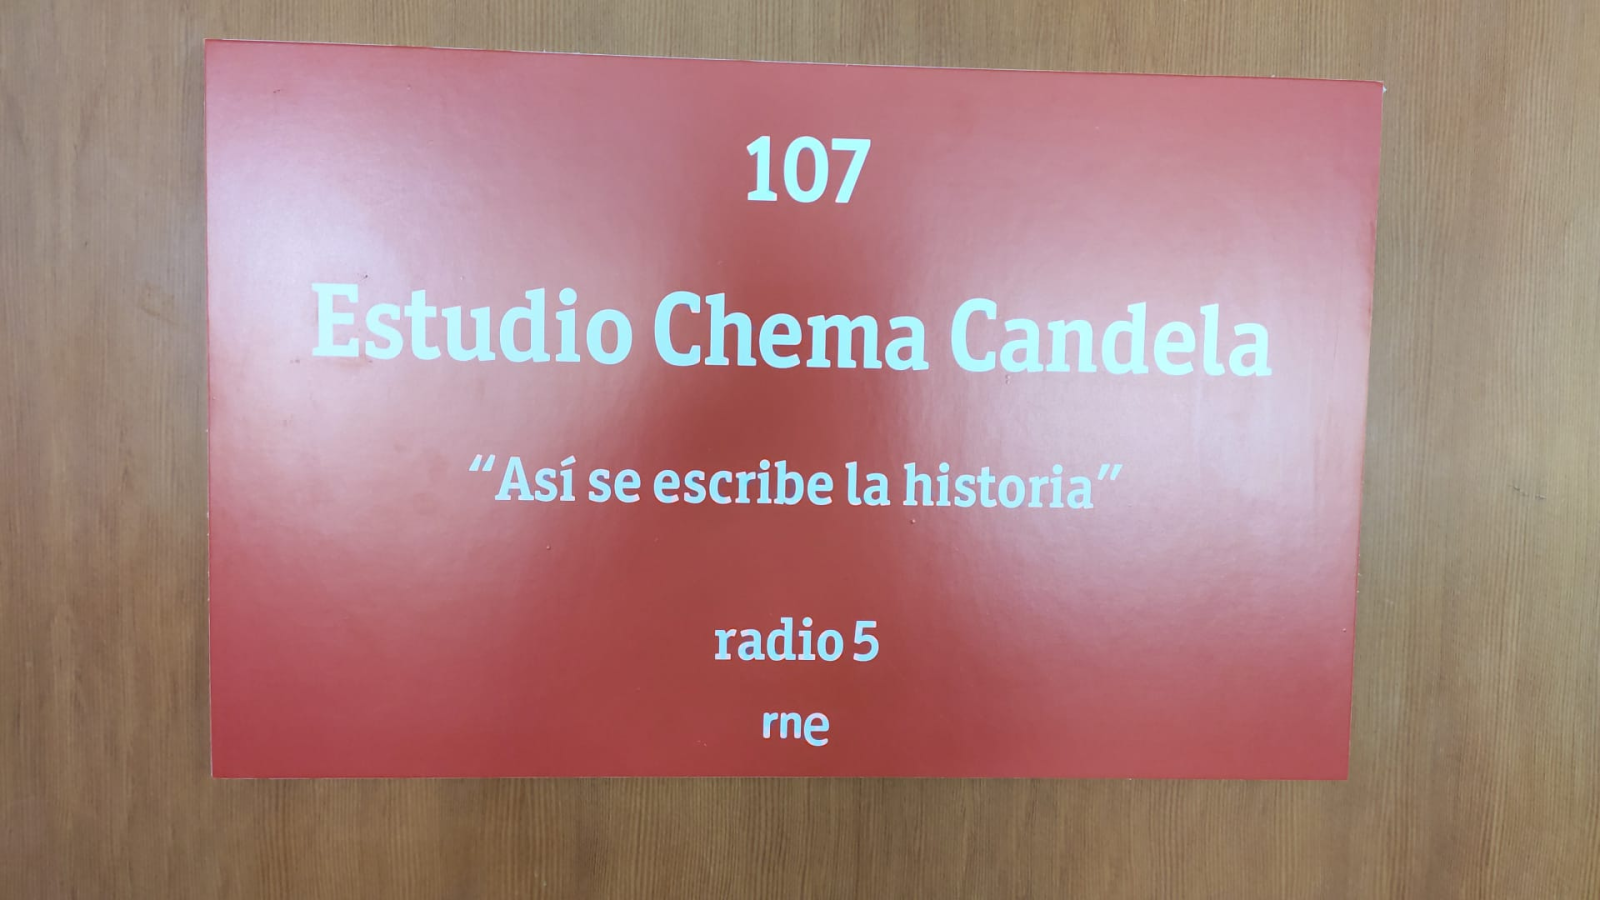 107
Estudio Chema Candela
“Así se escribe la historia”
radio 5
rne